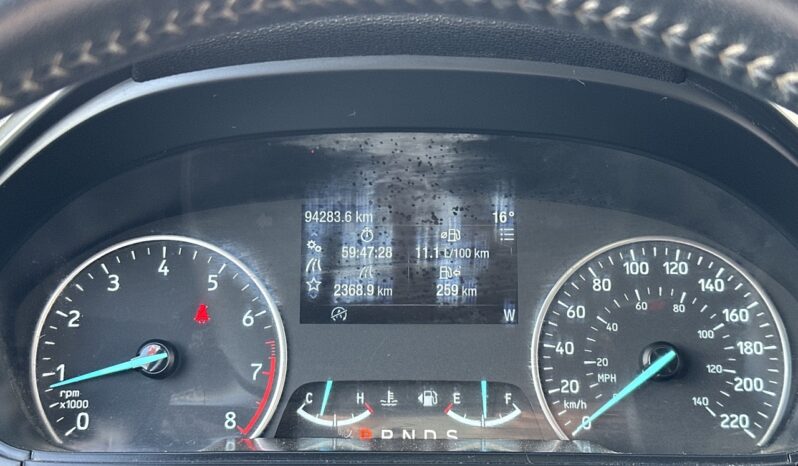 94283.6 km 16°
59:47:28 11.1 L/100 km
2368.9 km 259 km
W
0 1 2 3 4 5 6 7 8
rpm
x1000
C H E F
P R N D S
0 20 40 60 80 100 120 140 160 180 200 220
km/h
20 40 60 80 100 120 140
MPH